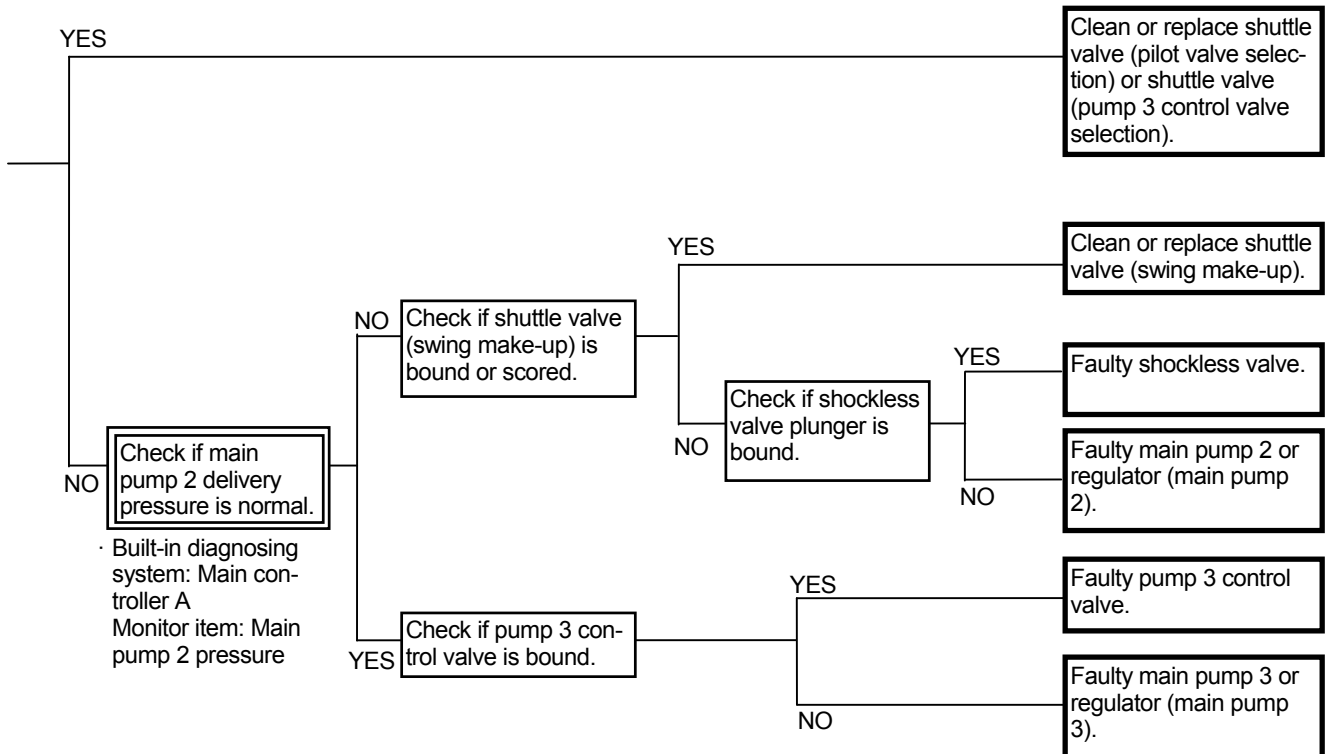 YES
Clean or replace shuttle
valve (pilot valve selec-
tion) or shuttle valve
(pump 3 control valve
selection).
YES
Clean or replace shuttle
valve (swing make-up).
NO
Check if shuttle valve
(swing make-up) is
bound or scored.
YES
Faulty shockless valve.
NO
Check if shockless
valve plunger is
bound.
NO
Faulty main pump 2 or
regulator (main pump
2).
NO
Check if main
pump 2 delivery
pressure is normal.
· Built-in diagnosing
system: Main con-
troller A
Monitor item: Main
pump 2 pressure
YES
Check if pump 3 con-
trol valve is bound.
YES
Faulty pump 3 control
valve.
NO
Faulty main pump 3 or
regulator (main pump
3).